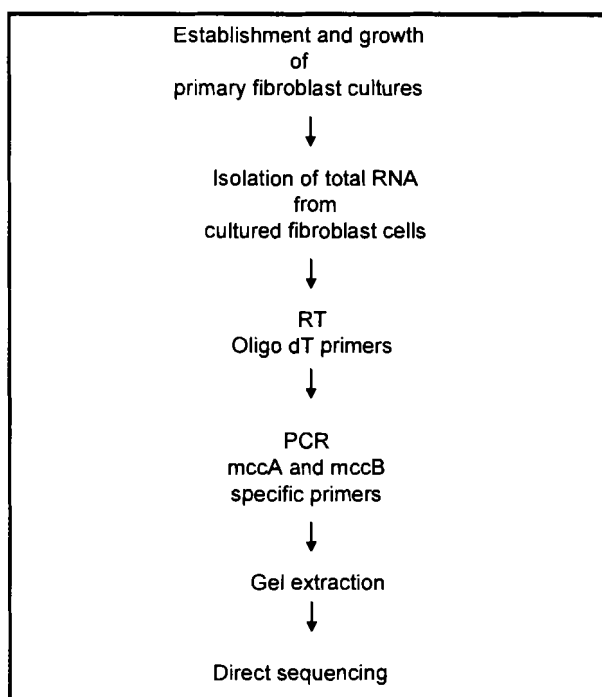 Establishment and growth
of
primary fibroblast cultures
Isolation of total RNA
from
cultured fibroblast cells
RT
Oligo dT primers
PCR
mccA and mccB
specific primers
Gel extraction
Direct sequencing